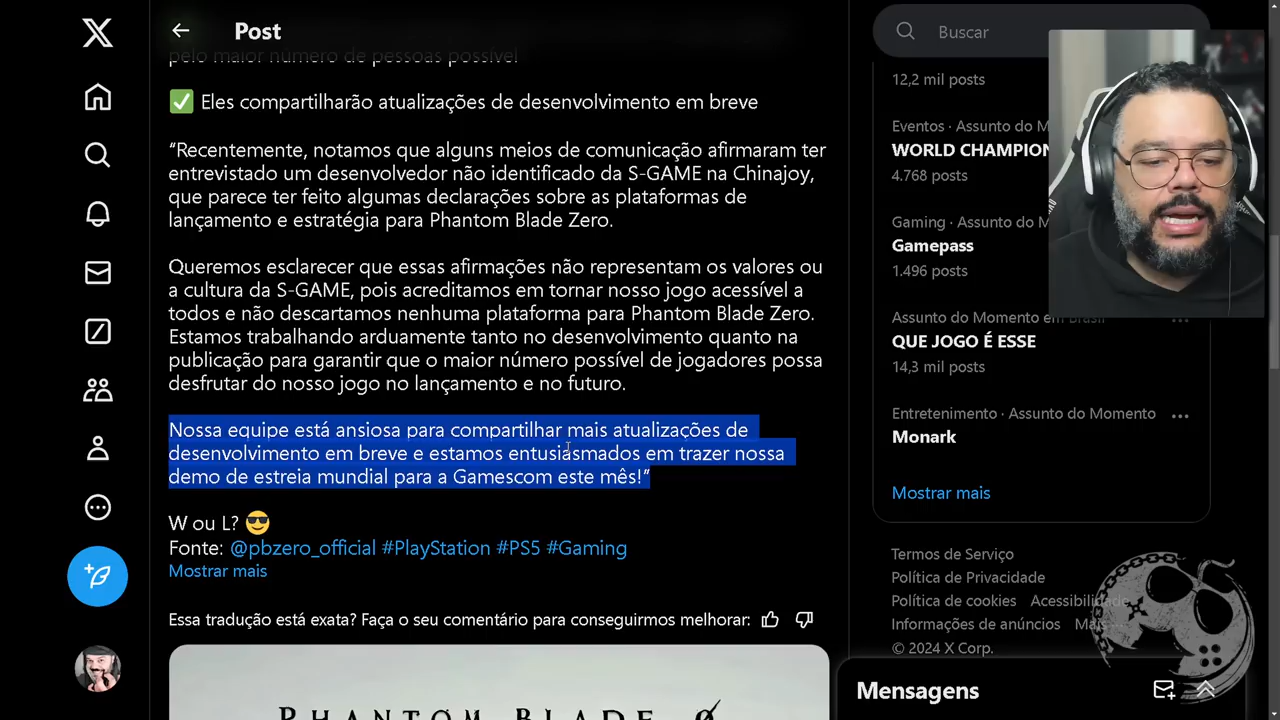 Post
pelo maior número de pessoas possível
✅ Eles compartilharão atualizações de desenvolvimento em breve
“Recentemente, notamos que alguns meios de comunicação afirmaram ter
entrevistado um desenvolvedor não identificado da S-GAME na Chinajoy,
que parece ter feito algumas declarações sobre as plataformas de
lançamento e estratégia para Phantom Blade Zero.
Queremos esclarecer que essas afirmações não representam os valores ou
a cultura da S-GAME, pois acreditamos em tornar nosso jogo acessível a
todos e não descartamos nenhuma plataforma para Phantom Blade Zero.
Estamos trabalhando arduamente tanto no desenvolvimento quanto na
publicação para garantir que o maior número possível de jogadores possa
desfrutar do nosso jogo no lançamento e no futuro.
Nossa equipe está ansiosa para compartilhar mais atualizações de
desenvolvimento em breve e estamos entusiasmados em trazer nossa
demo de estreia mundial para a Gamescom este mês!”
W ou L? 😎
Fonte: @pbzero_official #PlayStation #PS5 #Gaming
Mostrar mais
Essa tradução está exata? Faça o seu comentário para conseguirmos melhorar:
PHANTOM BLADE 0
Buscar
12,2 mil posts
Eventos · Assunto do M
WORLD CHAMPION
4.768 posts
Gaming · Assunto do M
Gamepass
1.496 posts
Assunto do Momento em Brasil
QUE JOGO É ESSE
14,3 mil posts
Entretenimento · Assunto do Momento
Monark
Mostrar mais
Termos de Serviço
Política de Privacidade
Política de cookies Acessibilidade
Informações de anúncios Mais
© 2024 X Corp.
Mensagens